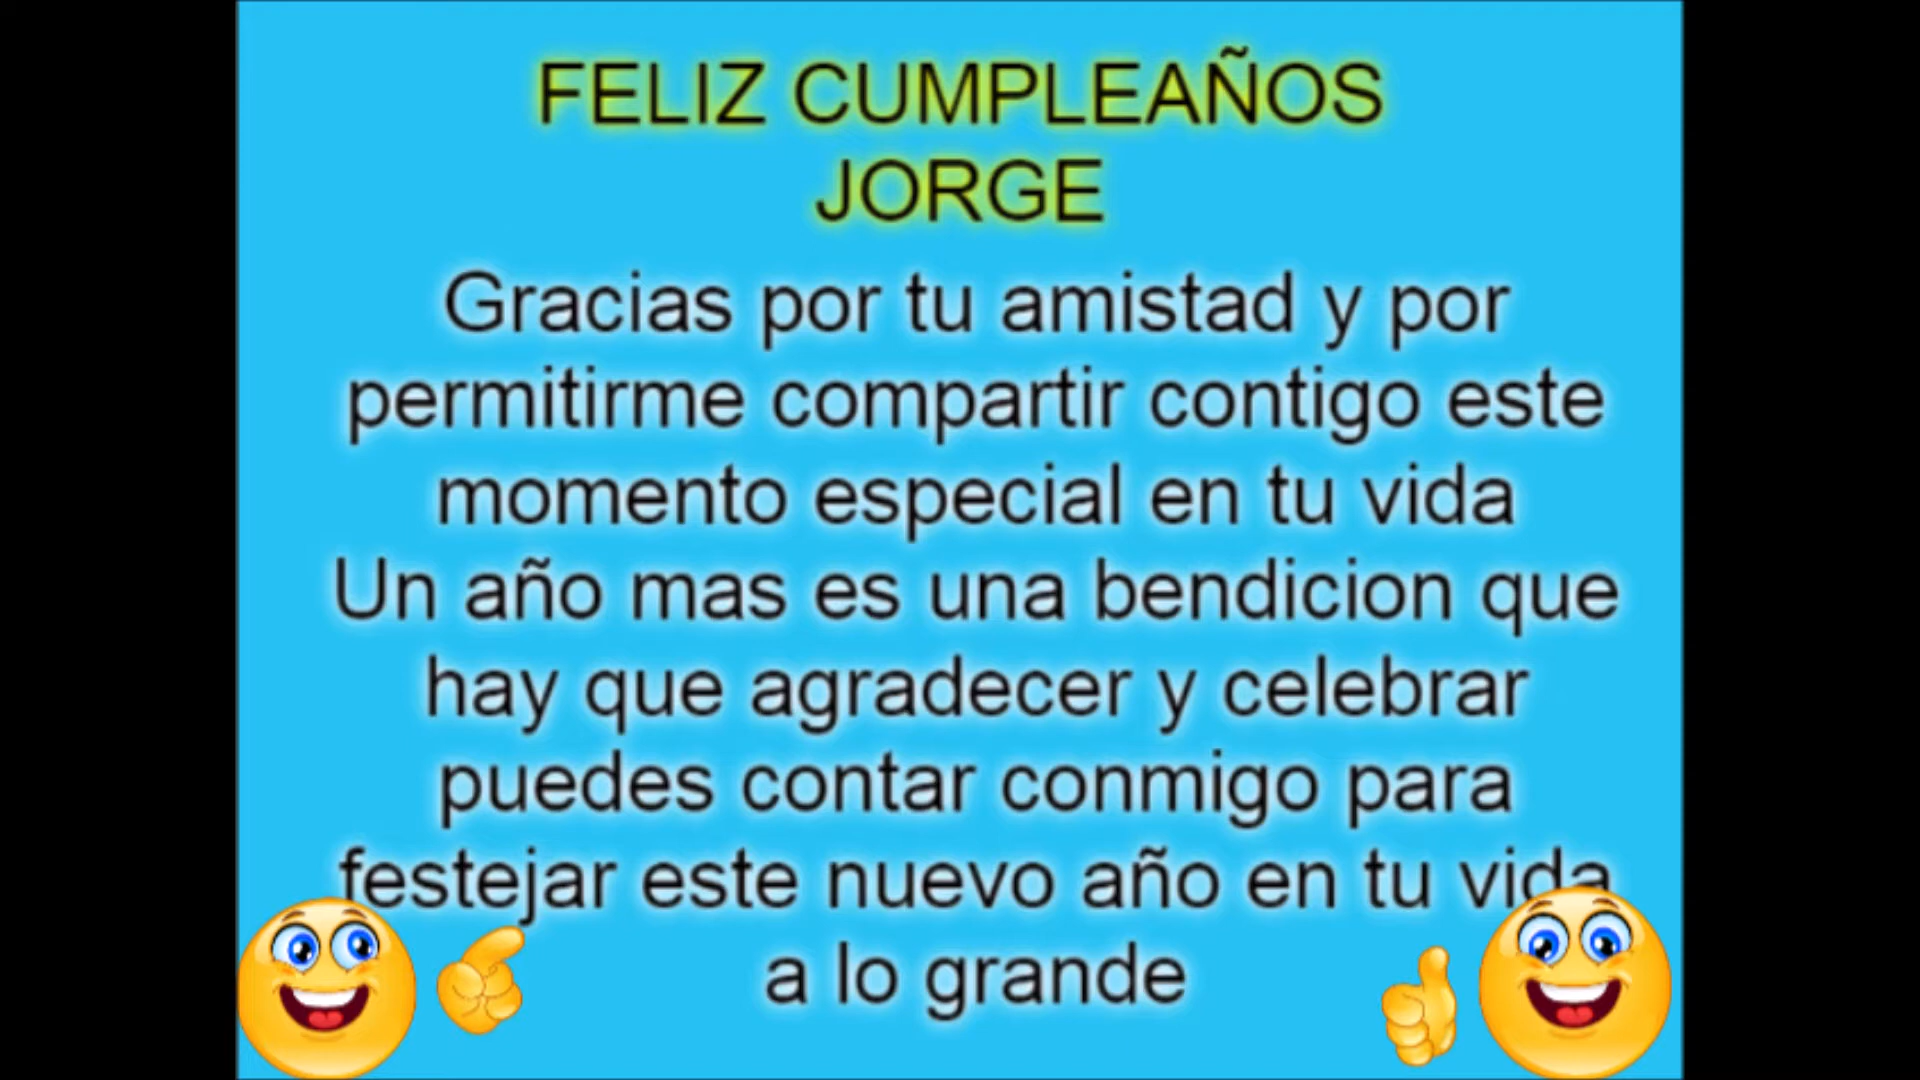 FELIZ CUMPLEAÑOS
JORGE
Gracias por tu amistad y por
permitirme compartir contigo este
momento especial en tu vida
Un año mas es una bendicion que
hay que agradecer y celebrar
puedes contar conmigo para
festejar este nuevo año en tu vida
a lo grande